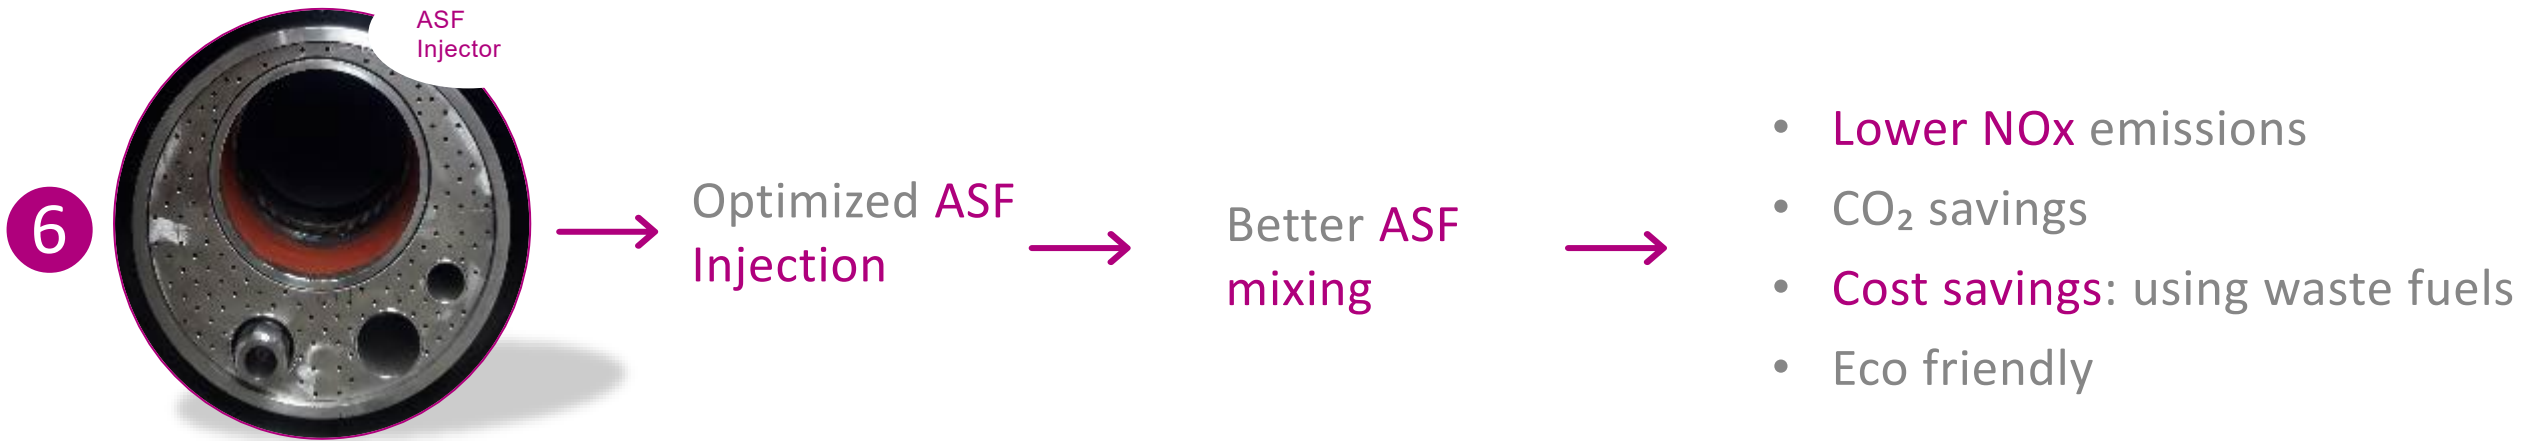 ASF
Injector
6
Optimized ASF
Injection
Better ASF
mixing
• Lower NOx emissions
• CO₂ savings
• Cost savings: using waste fuels
• Eco friendly